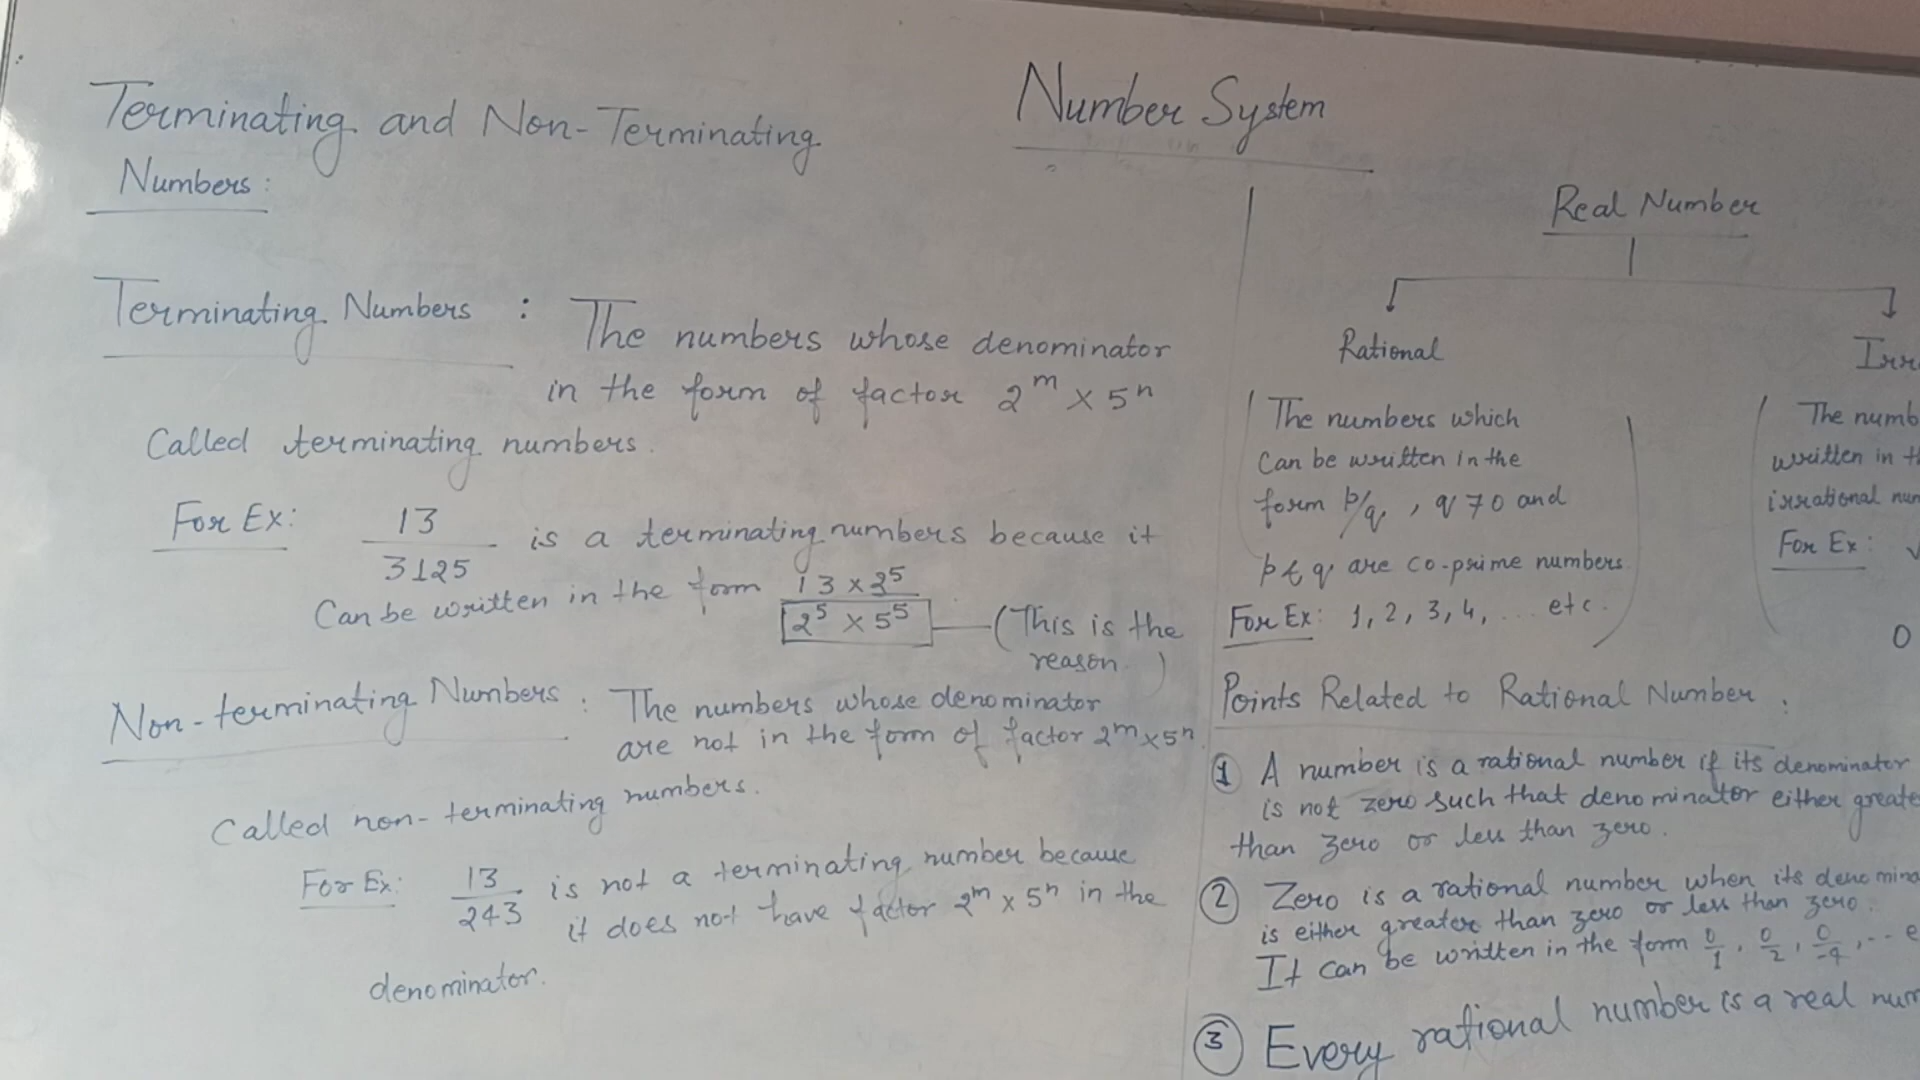 Number System
Terminating and Non-Terminating
Numbers:
Terminating Numbers : The numbers whose denominator
in the form of factor 2^m × 5^n
Called terminating numbers.
For Ex: 13/3125 is a terminating numbers because it
Can be written in the form 13 × 2^5 / 2^5 × 5^5
(This is the
reason.)
Non-terminating Numbers : The numbers whose denominator
are not in the form of factor 2^m × 5^n
Called non-terminating numbers.
For Ex: 13/243 is not a terminating number because
it does not have factor 2^m × 5^n in the
denominator.
Real Number
Rational
The numbers which
Can be written in the
form p/q, q ≠ 0 and
p & q are co-prime numbers
For Ex: 1, 2, 3, 4, ... etc.
Irr
The numb
written in th
irrational num
For Ex: √
0
Points Related to Rational Number :
① A number is a rational number if its denominator
is not zero such that denominator either greate
than zero or less than zero.
② Zero is a rational number when its denomina
is either greater than zero or less than zero.
It can be written in the form 0/1, 0/2, 0/-9, -- e
③ Every rational number is a real num